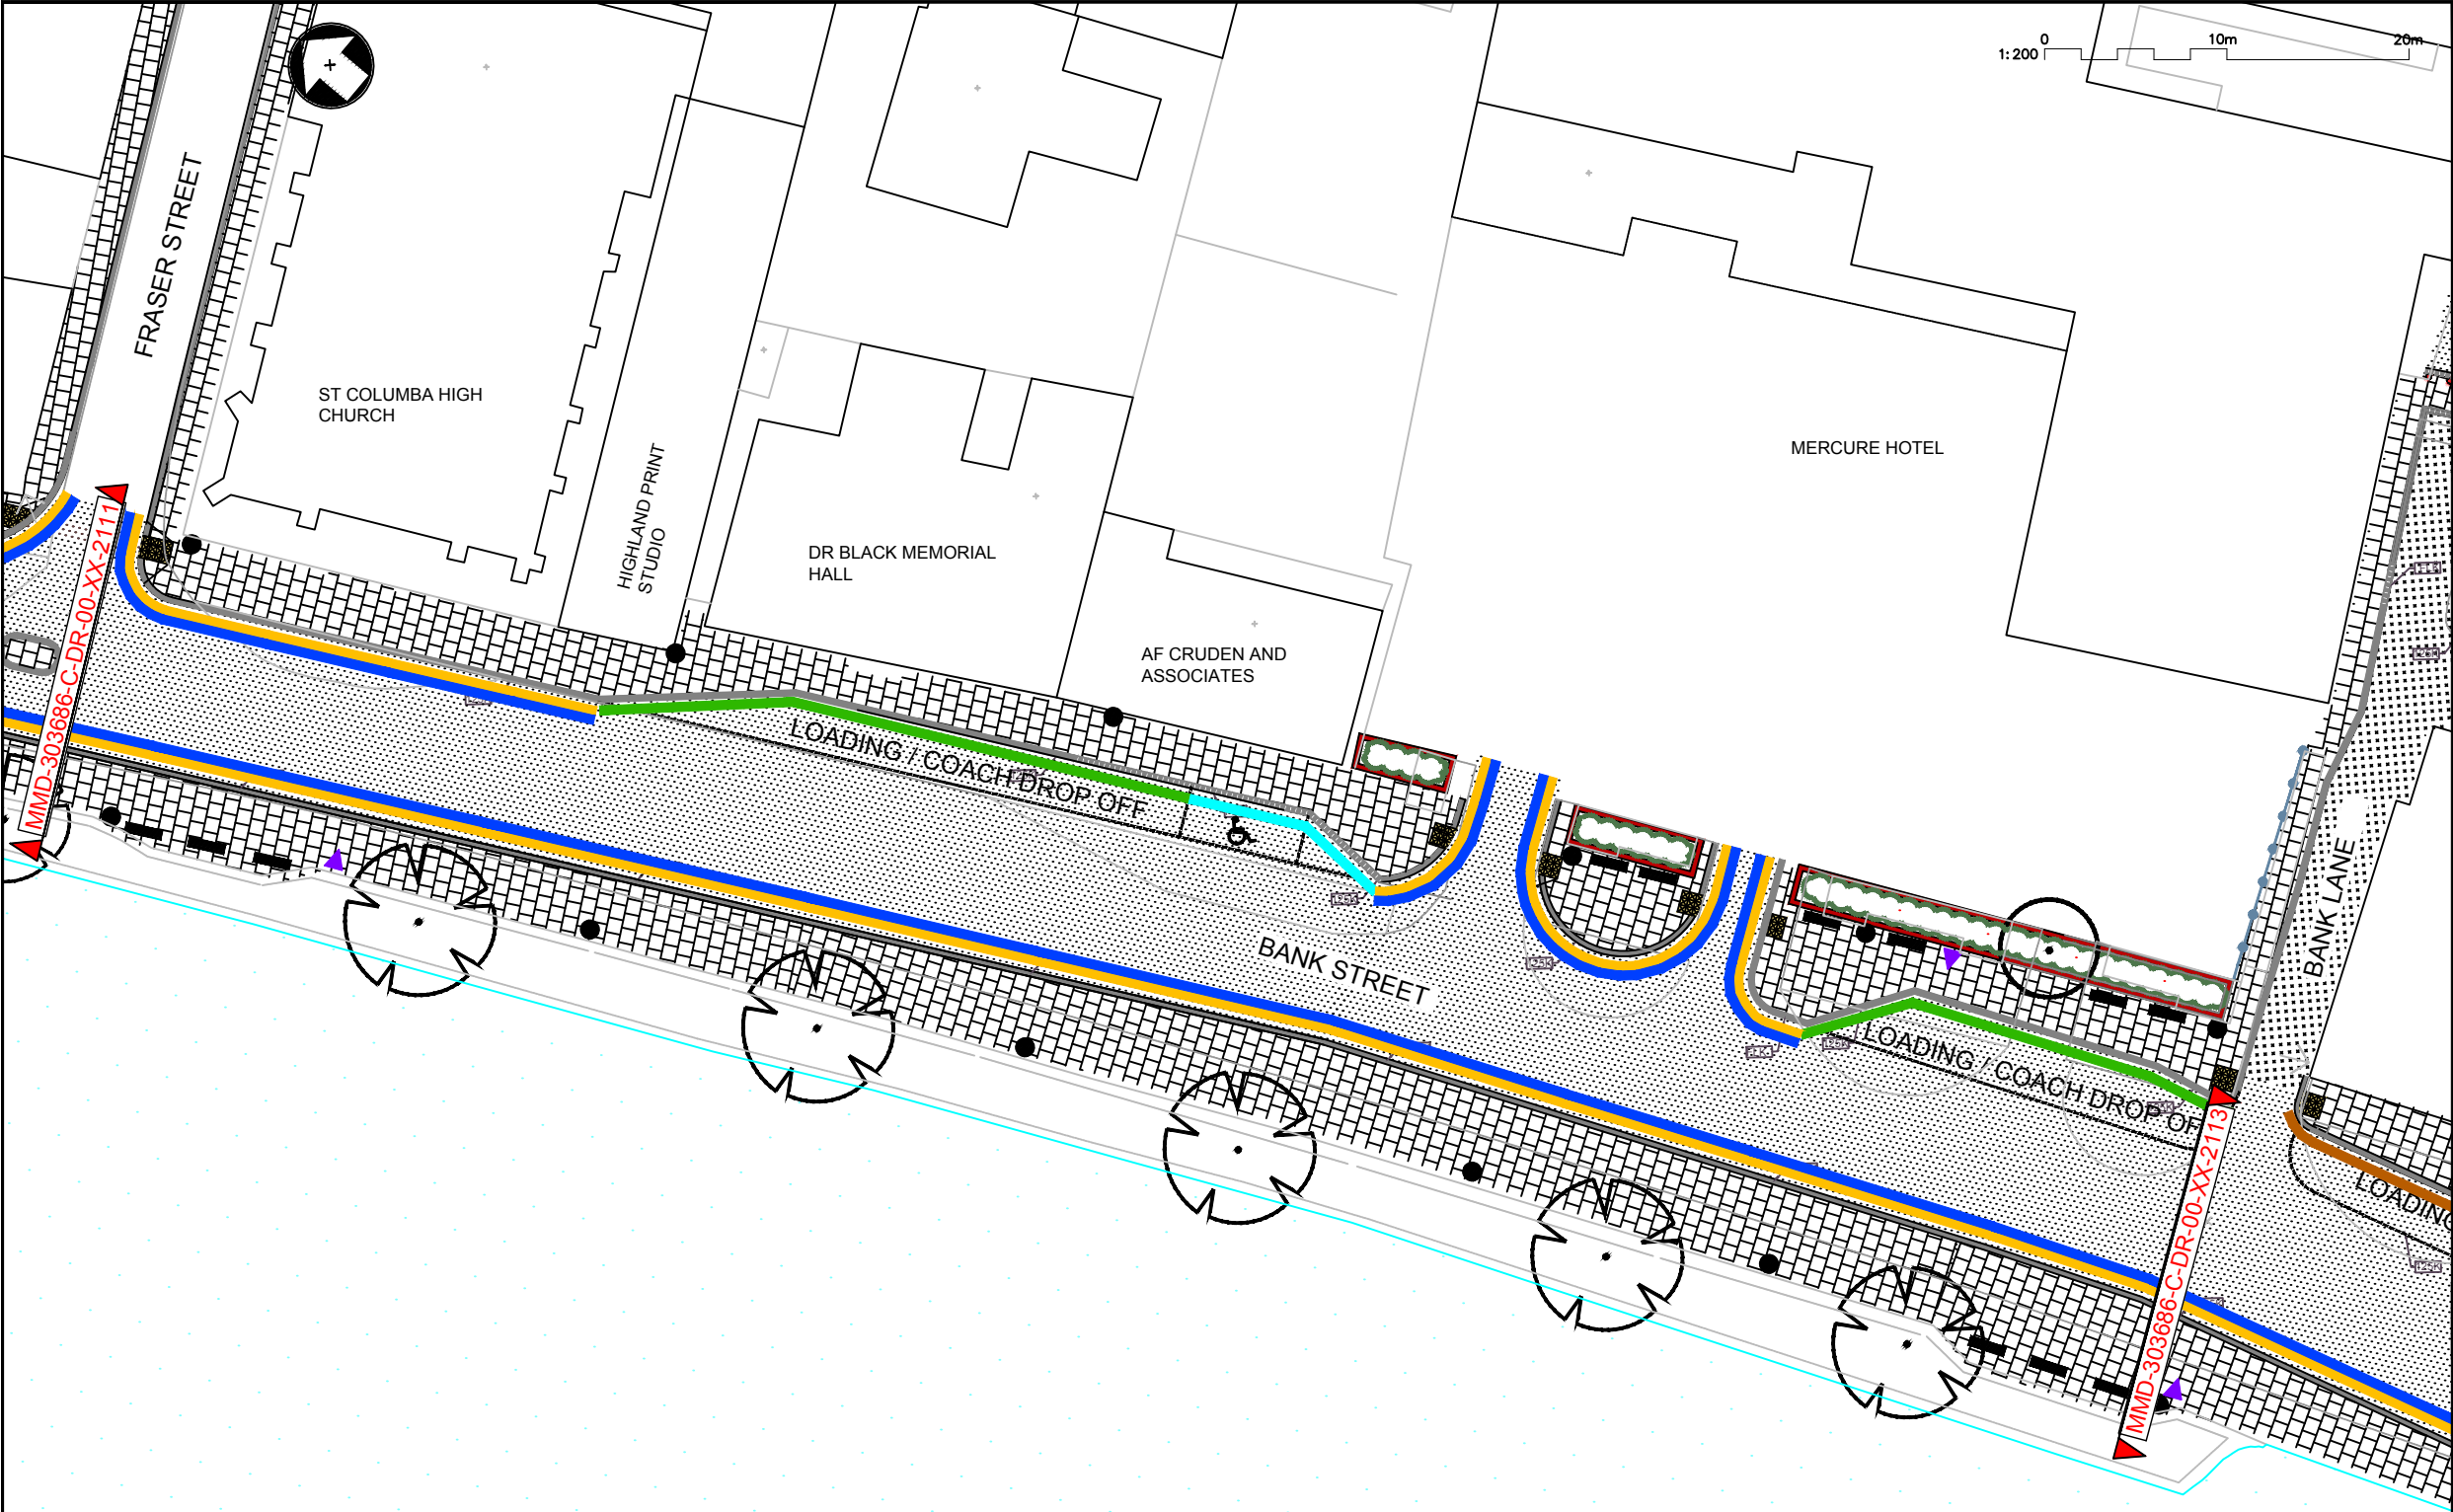 0 10m 20m
1:200
FRASER STREET
ST COLUMBA HIGH
CHURCH
HIGHLAND PRINT
STUDIO
DR BLACK MEMORIAL
HALL
AF CRUDEN AND
ASSOCIATES
MERCURE HOTEL
MMD-303686-C-DR-00-XX-2111
LOADING / COACH DROP OFF
BANK STREET
BANK LANE
LOADING / COACH DROP OF
LOADING
MMD-303686-C-DR-00-XX-2113